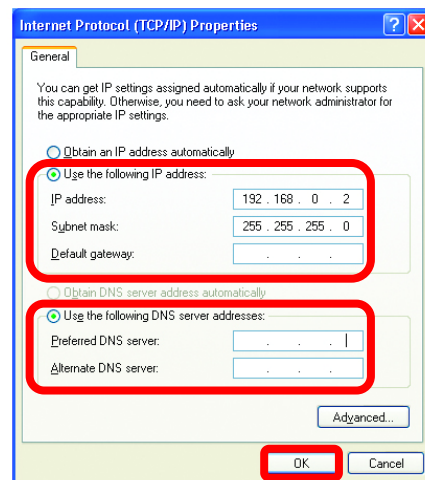 Internet Protocol (TCP/IP) Properties
General
You can get IP settings assigned automatically if your network supports
this capability. Otherwise, you need to ask your network administrator for
the appropriate IP settings.
Obtain an IP address automatically
Use the following IP address:
IP address: 192 . 168 . 0 . 2
Subnet mask: 255 . 255 . 255 . 0
Default gateway: . . .
Obtain DNS server address automatically
Use the following DNS server addresses:
Preferred DNS server: . . .
Alternate DNS server: . . .
Advanced...
OK Cancel